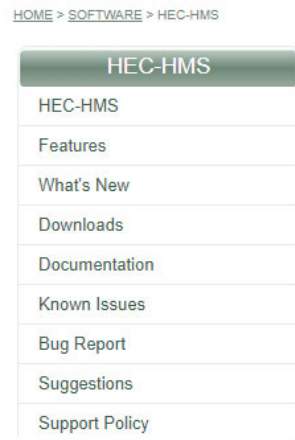 HOME > SOFTWARE > HEC-HMS
HEC-HMS
HEC-HMS
Features
What's New
Downloads
Documentation
Known Issues
Bug Report
Suggestions
Support Policy